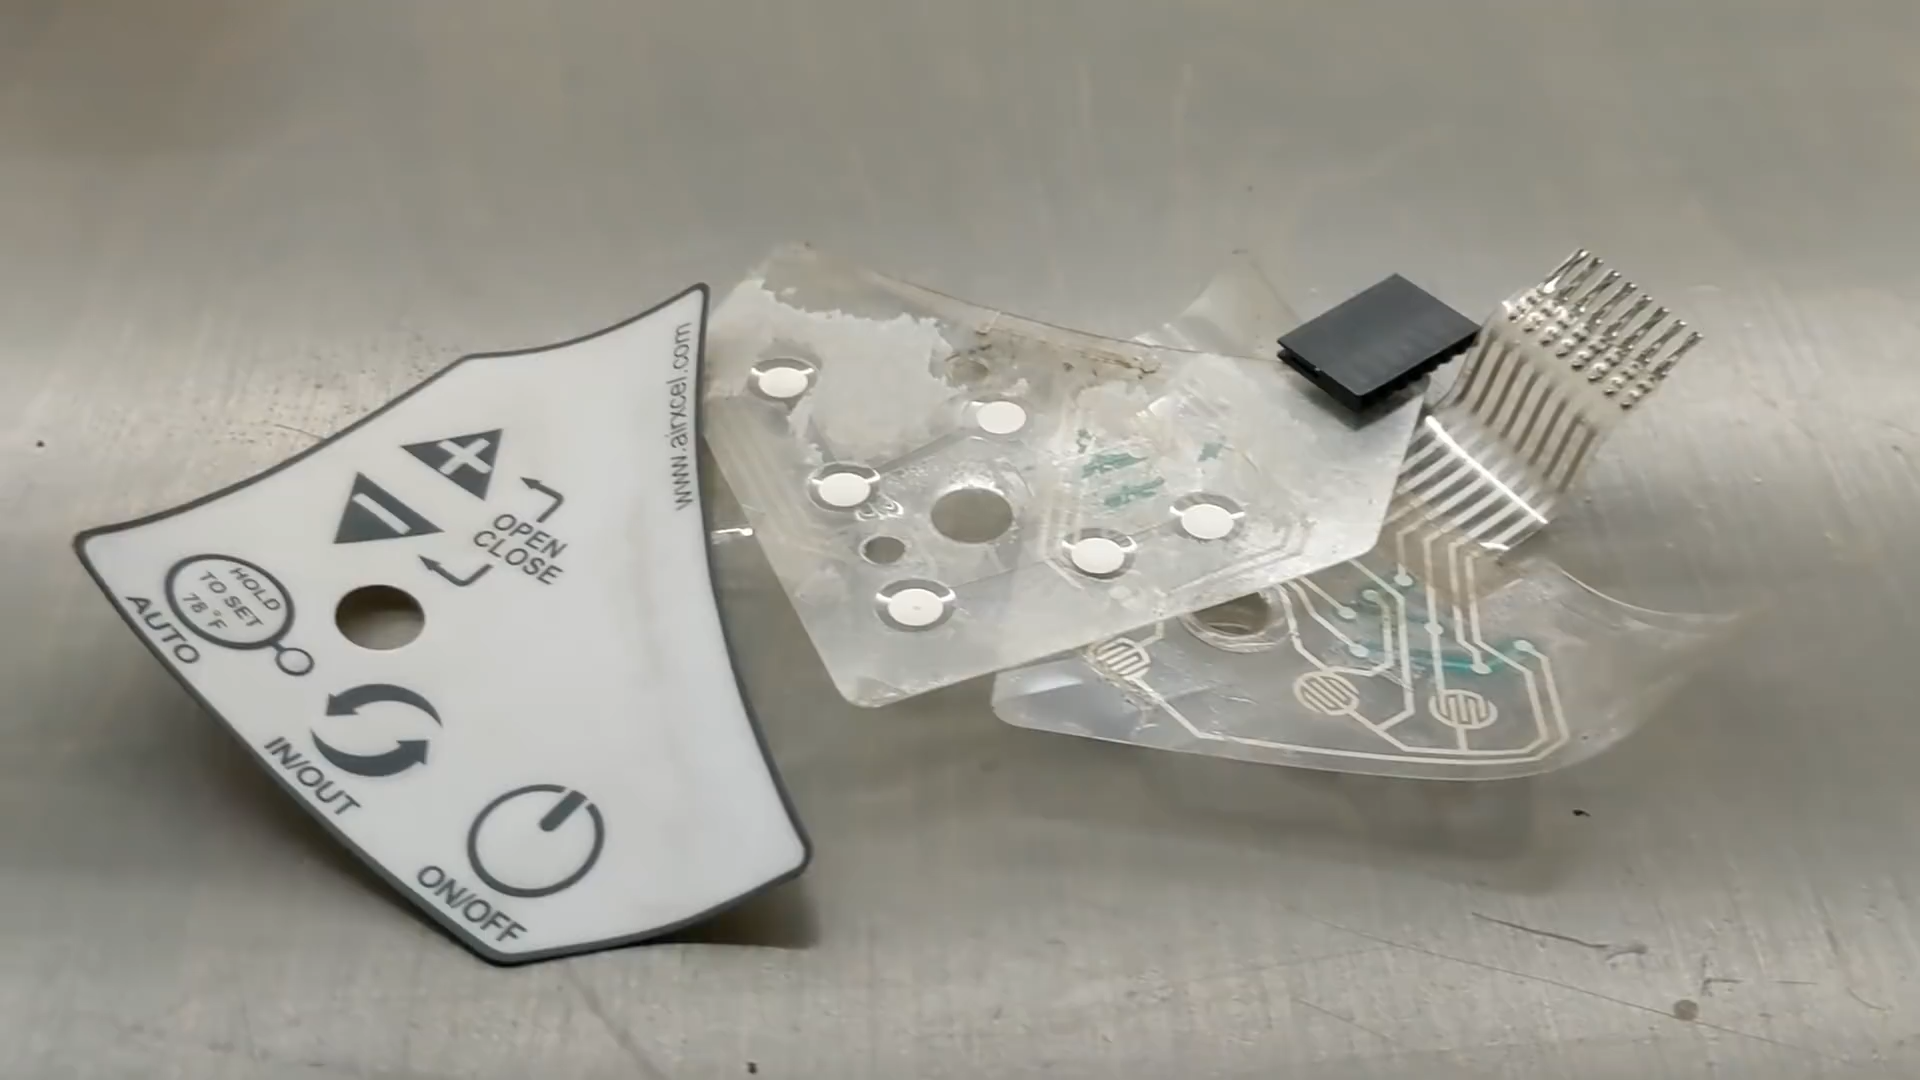 www.airxcel.com
OPEN
CLOSE
HOLD
TO SET
78°F
AUTO
IN/OUT
ON/OFF